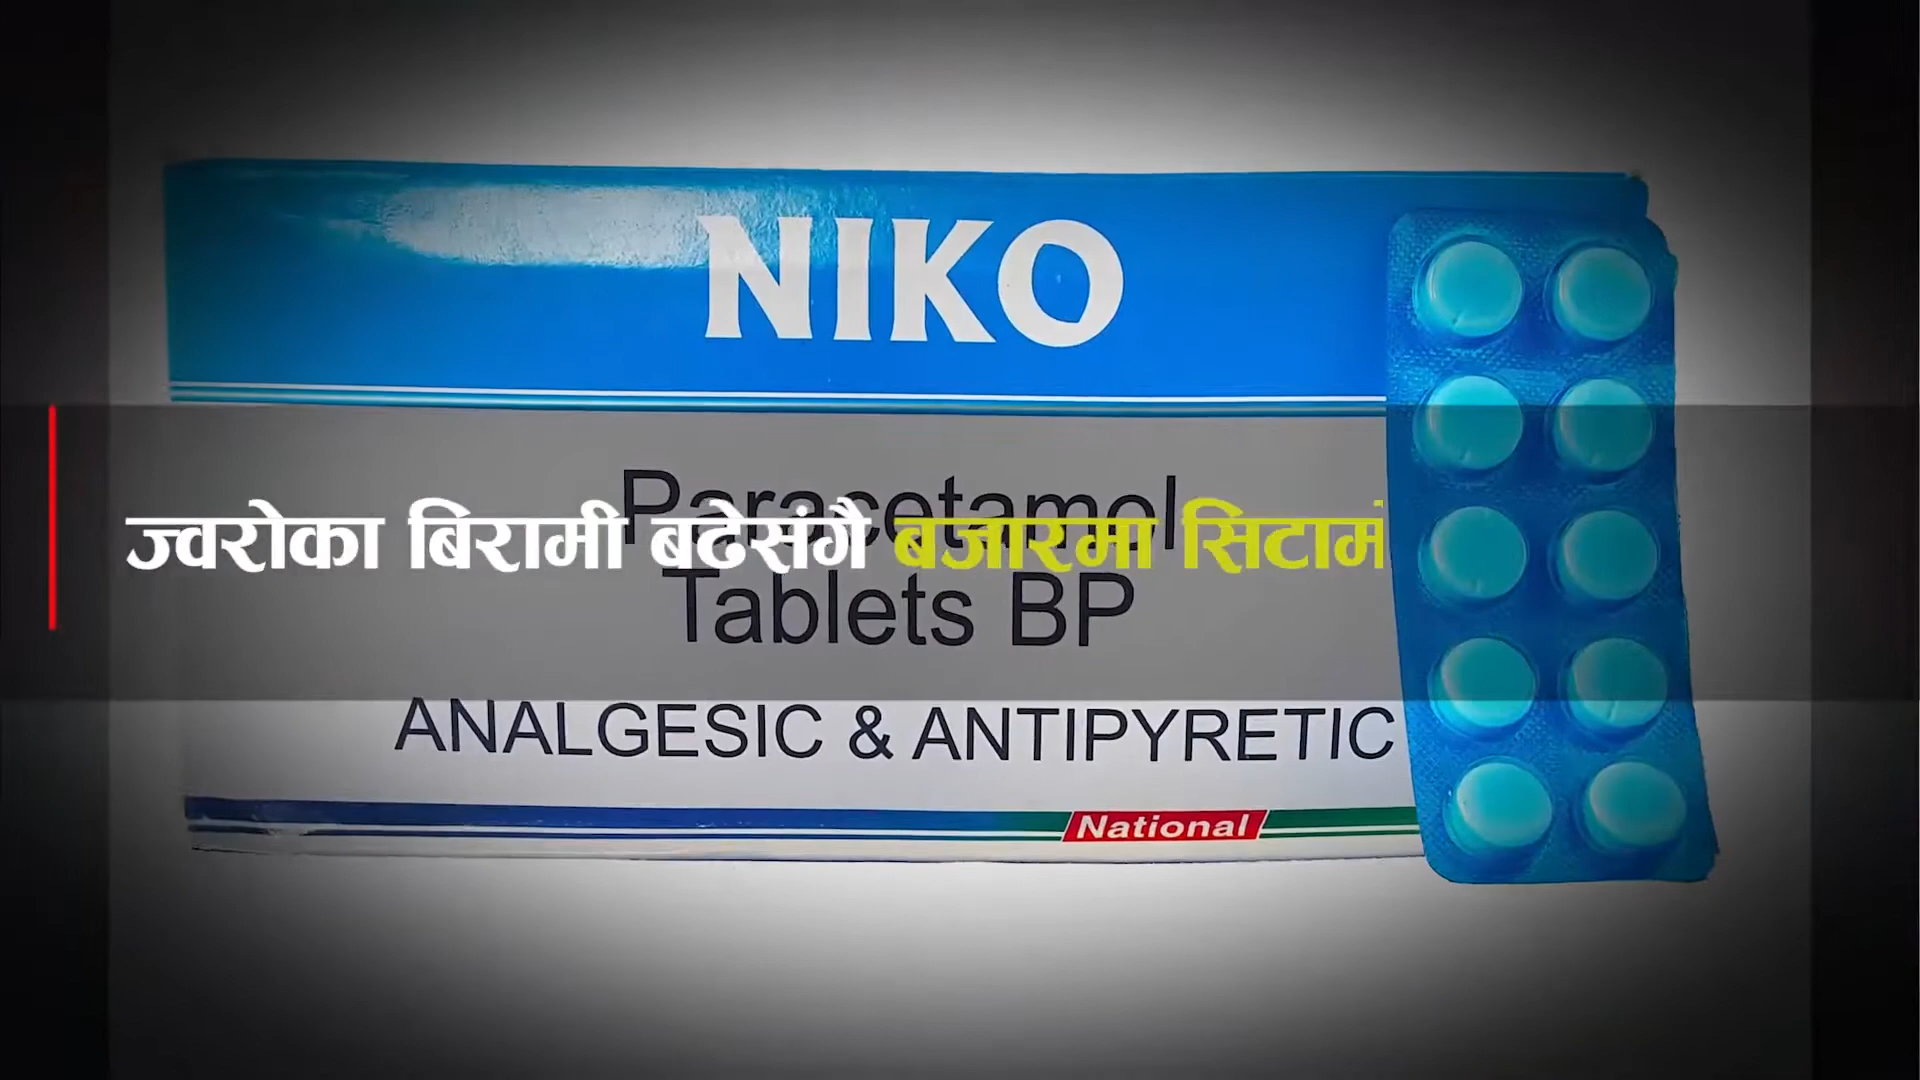 NIKO
Paracetamol
ज्वरोका बिरामी बढेसंगै बजारमा सिटामं
Tablets BP
ANALGESIC & ANTIPYRETIC
National